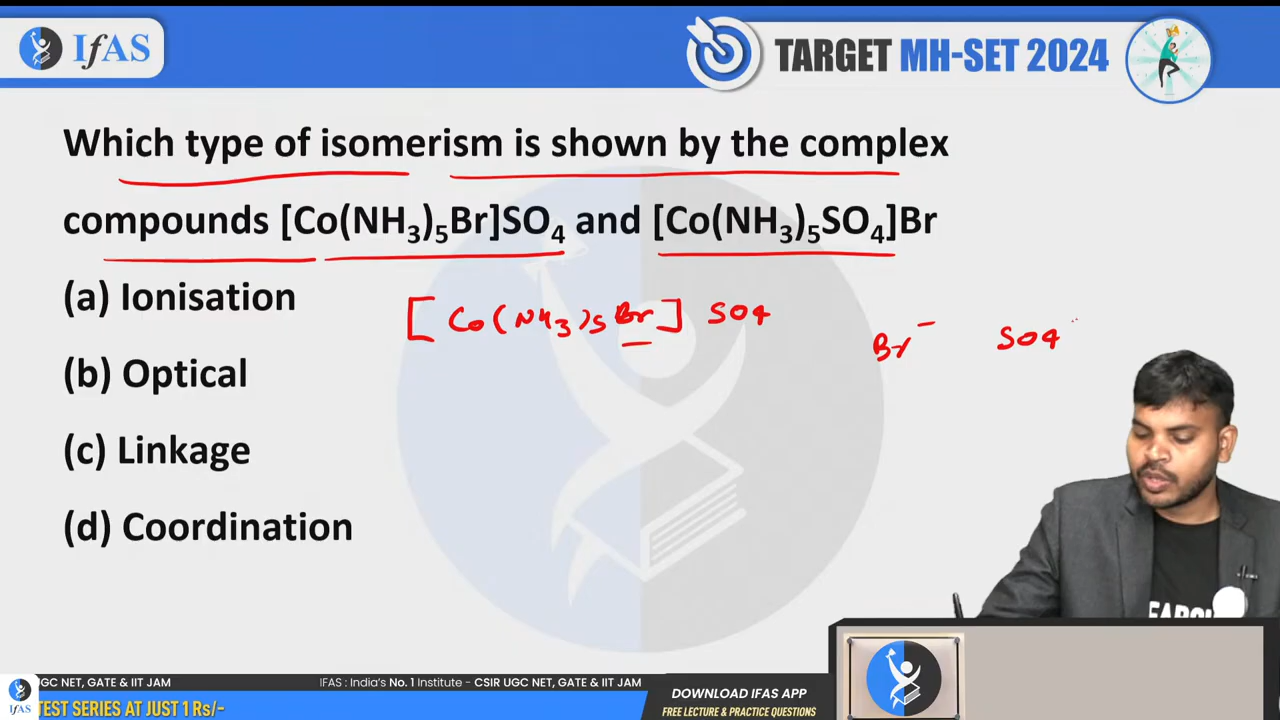 IfAS
TARGET MH-SET 2024
Which type of isomerism is shown by the complex
compounds [Co(NH₃)₅Br]SO₄ and [Co(NH₃)₅SO₄]Br
(a) Ionisation
[Co(NH₃)₅Br] SO₄
Br⁻ SO₄
(b) Optical
(c) Linkage
(d) Coordination
UGC NET, GATE & IIT JAM IFAS : India's No. 1 Institute - CSIR UGC NET, GATE & IIT JAM
IfAS
TEST SERIES AT JUST 1 Rs/-
DOWNLOAD IFAS APP
FREE LECTURE & PRACTICE QUESTIONS